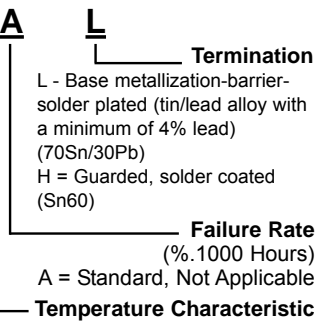 A L
Termination
L - Base metallization-barrier-
solder plated (tin/lead alloy with
a minimum of 4% lead)
(70Sn/30Pb)
H = Guarded, solder coated
(Sn60)
Failure Rate
(%.1000 Hours)
A = Standard, Not Applicable
Temperature Characteristic